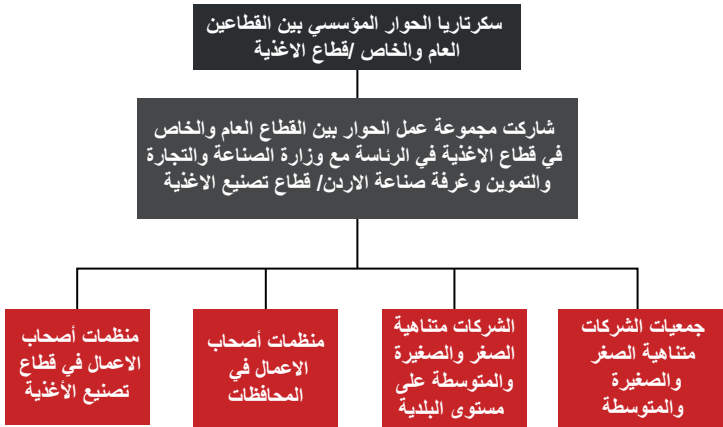 سكرتاريا الحوار المؤسسي بين القطاعين
العام والخاص /قطاع الاغذية
شاركت مجموعة عمل الحوار بين القطاع العام والخاص
في قطاع الاغذية في الرئاسة مع وزارة الصناعة والتجارة
والتموين وغرفة صناعة الاردن/ قطاع تصنيع الاغذية
جمعيات الشركات
متناهية الصغر
والصغيرة
والمتوسطة
الشركات متناهية
الصغر والصغيرة
والمتوسطة على
مستوى البلدية
منظمات أصحاب
الاعمال في
المحافظات
منظمات أصحاب
الاعمال في قطاع
تصنيع الأغذية